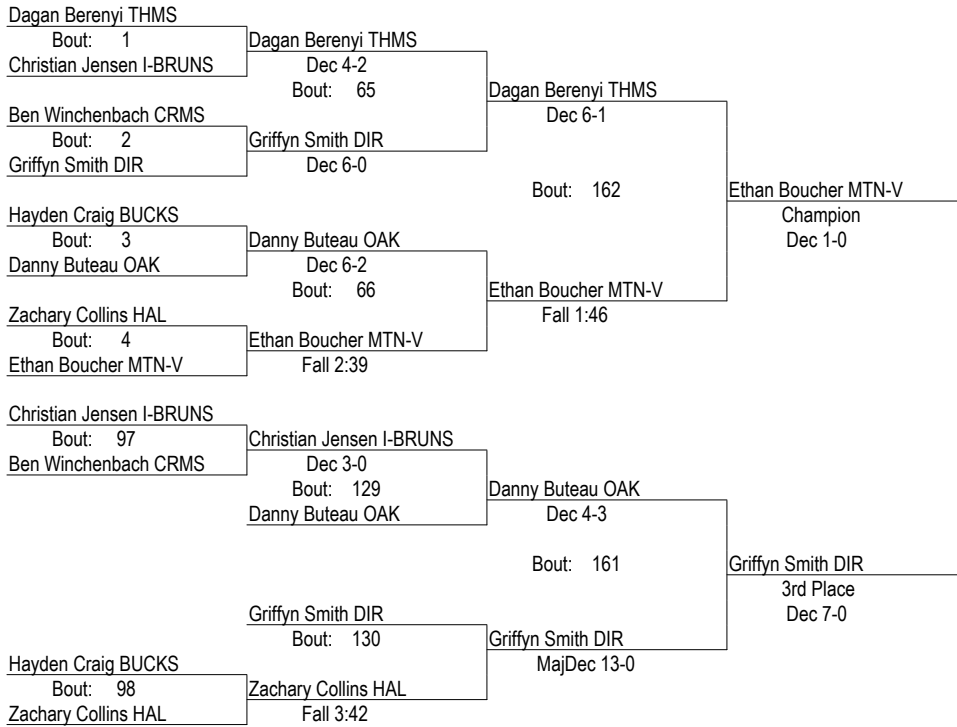 Dagan Berenyi THMS
Bout: 1
Dagan Berenyi THMS
Christian Jensen I-BRUNS
Dec 4-2
Bout: 65
Dagan Berenyi THMS
Ben Winchenbach CRMS
Dec 6-1
Bout: 2
Griffyn Smith DIR
Griffyn Smith DIR
Dec 6-0
Bout: 162
Ethan Boucher MTN-V
Hayden Craig BUCKS
Champion
Bout: 3
Danny Buteau OAK
Dec 1-0
Danny Buteau OAK
Dec 6-2
Bout: 66
Ethan Boucher MTN-V
Zachary Collins HAL
Fall 1:46
Bout: 4
Ethan Boucher MTN-V
Ethan Boucher MTN-V
Fall 2:39
Christian Jensen I-BRUNS
Bout: 97
Christian Jensen I-BRUNS
Ben Winchenbach CRMS
Dec 3-0
Bout: 129
Danny Buteau OAK
Danny Buteau OAK
Dec 4-3
Bout: 161
Griffyn Smith DIR
3rd Place
Griffyn Smith DIR
Dec 7-0
Bout: 130
Griffyn Smith DIR
Hayden Craig BUCKS
MajDec 13-0
Bout: 98
Zachary Collins HAL
Zachary Collins HAL
Fall 3:42